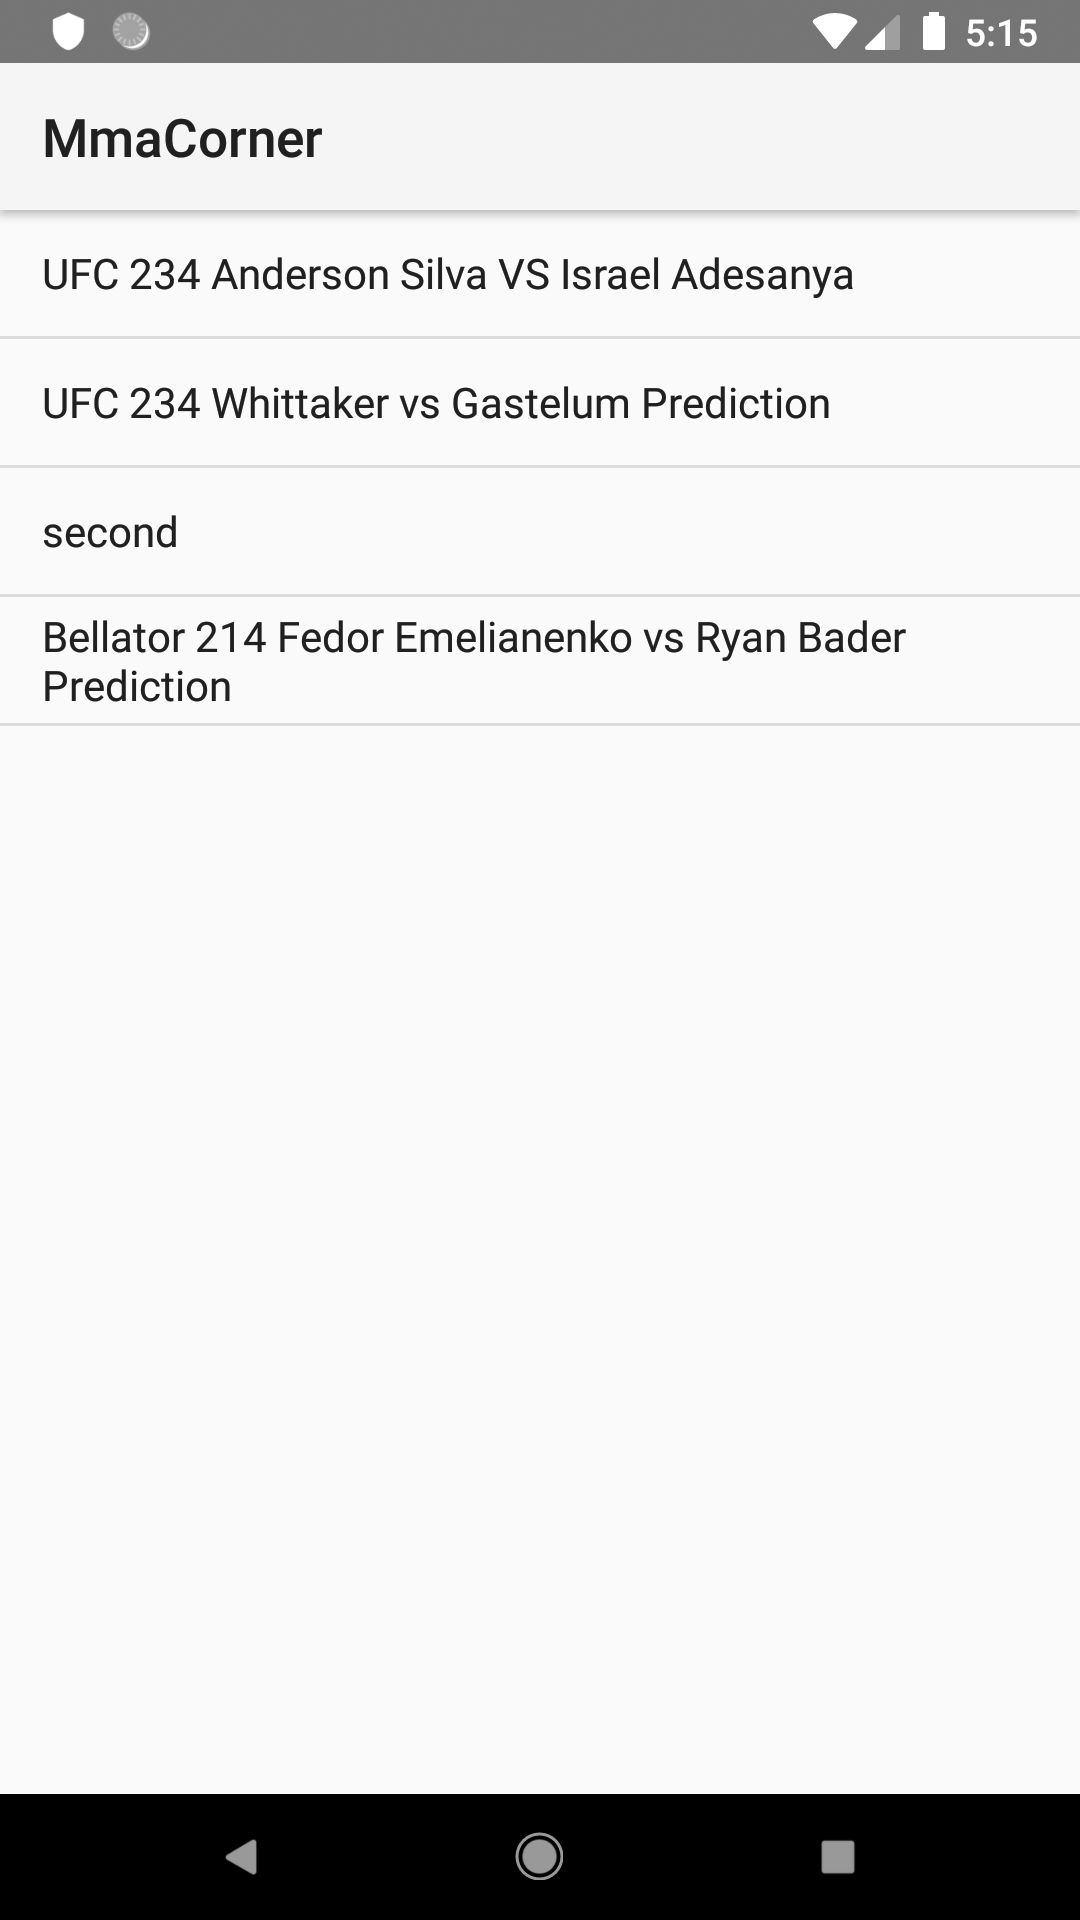 5:15
MmaCorner
UFC 234 Anderson Silva VS Israel Adesanya
UFC 234 Whittaker vs Gastelum Prediction
second
Bellator 214 Fedor Emelianenko vs Ryan Bader
Prediction